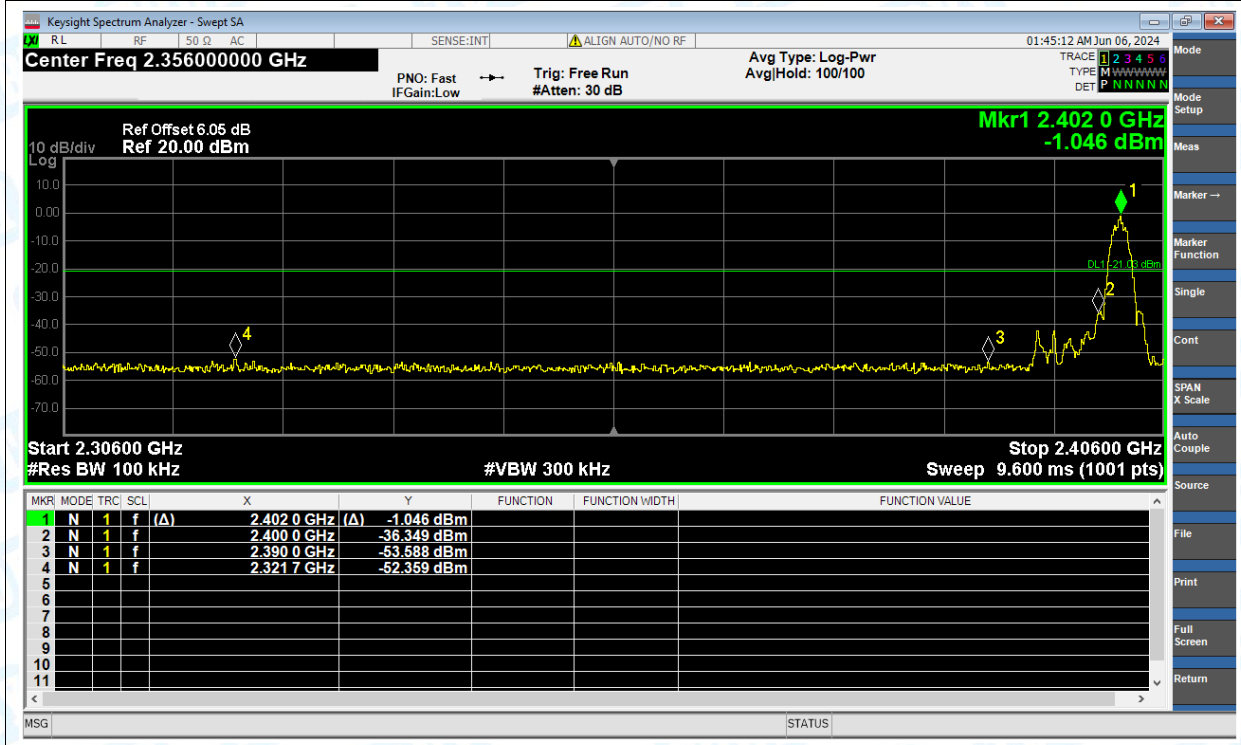 Keysight Spectrum Analyzer - Swept SA
LXI RL RF 50 Ω AC SENSE:INT ALIGN AUTO/NO RF 01:45:12 AM Jun 06, 2024
Center Freq 2.356000000 GHz
PNO: Fast
IFGain:Low
Trig: Free Run
#Atten: 30 dB
Avg Type: Log-Pwr
Avg|Hold: 100/100
TRACE 1 2 3 4 5 6
TYPE M WWWWW
DET P N N N N N
Mkr1 2.402 0 GHz
-1.046 dBm
Ref Offset 6.05 dB
10 dB/div Ref 20.00 dBm
Log
10.0
0.00
-10.0
-20.0
-30.0
-40.0
-50.0
-60.0
-70.0
1
DL1 -21.03 dBm
2
3
4
Start 2.30600 GHz Stop 2.40600 GHz
#Res BW 100 kHz #VBW 300 kHz Sweep 9.600 ms (1001 pts)
MKR MODE TRC SCL X Y FUNCTION FUNCTION WIDTH FUNCTION VALUE
1 N 1 f (Δ) 2.402 0 GHz (Δ) -1.046 dBm
2 N 1 f 2.400 0 GHz -36.349 dBm
3 N 1 f 2.390 0 GHz -53.588 dBm
4 N 1 f 2.321 7 GHz -52.359 dBm
5
6
7
8
9
10
11
MSG STATUS
Mode
Mode
Setup
Meas
Marker →
Marker
Function
Single
Cont
SPAN
X Scale
Auto
Couple
Source
File
Print
Full
Screen
Return